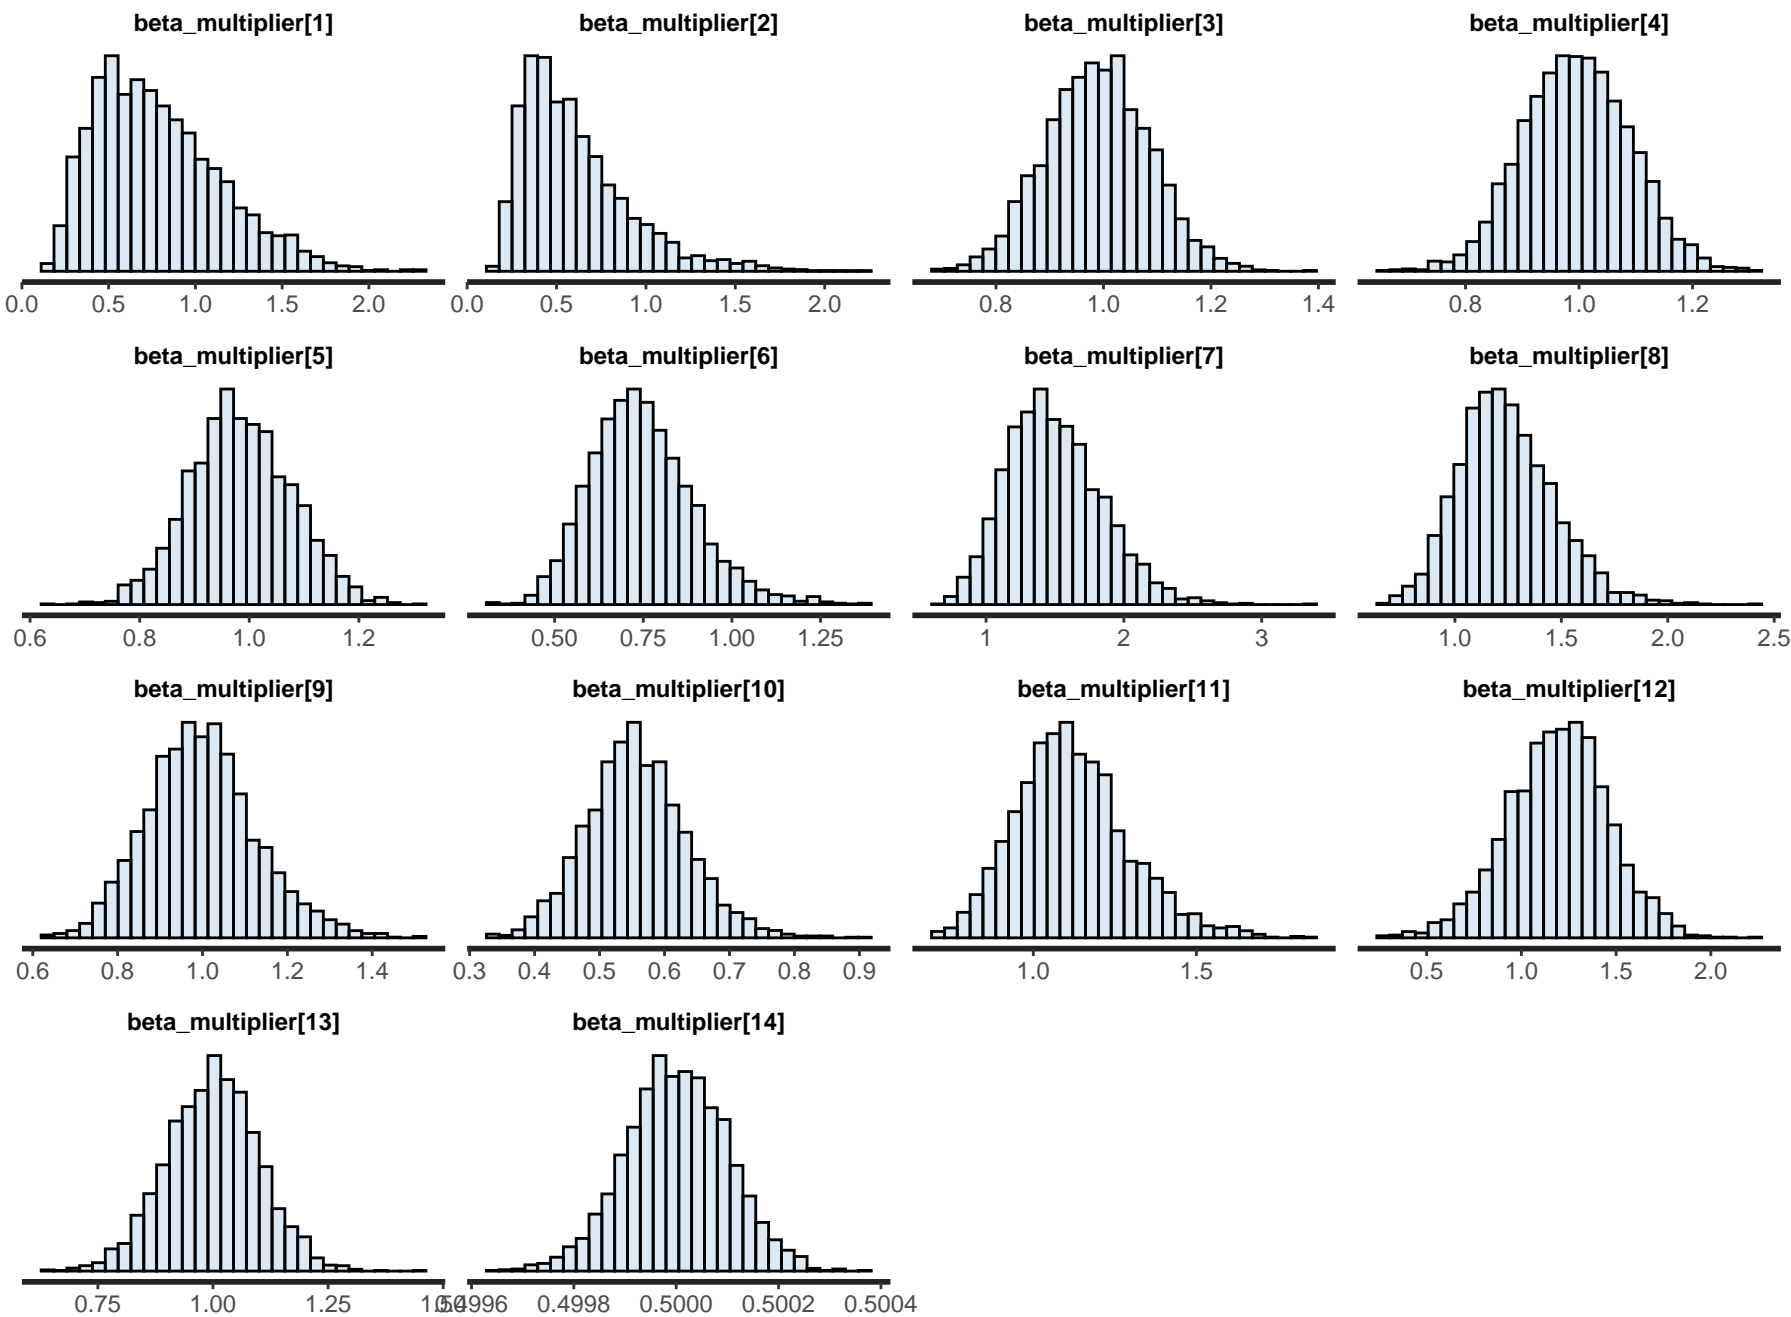 beta_multiplier[1] beta_multiplier[2] beta_multiplier[3] beta_multiplier[4]
0.0 0.5 1.0 1.5 2.0 0.0 0.5 1.0 1.5 2.0 0.8 1.0 1.2 1.4 0.8 1.0 1.2
beta_multiplier[5] beta_multiplier[6] beta_multiplier[7] beta_multiplier[8]
0.6 0.8 1.0 1.2 0.50 0.75 1.00 1.25 1 2 3 1.0 1.5 2.0 2.5
beta_multiplier[9] beta_multiplier[10] beta_multiplier[11] beta_multiplier[12]
0.6 0.8 1.0 1.2 1.4 0.3 0.4 0.5 0.6 0.7 0.8 0.9 1.0 1.5 0.5 1.0 1.5 2.0
beta_multiplier[13] beta_multiplier[14]
0.75 1.00 1.25 1.50 0.4996 0.4998 0.5000 0.5002 0.5004